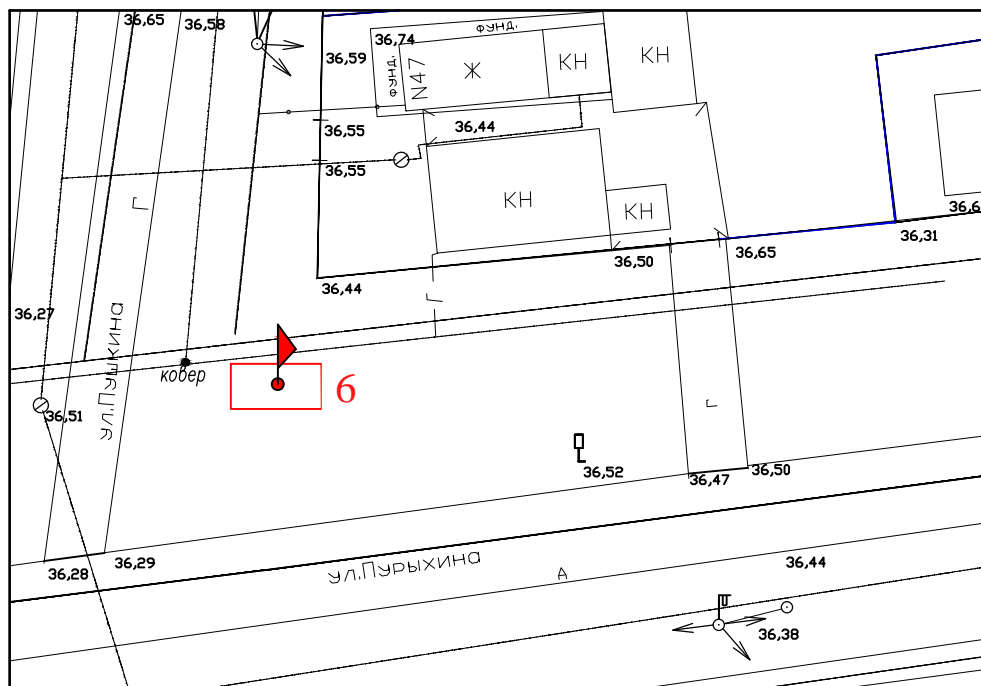 36,65
36,58
36,74
ФУНД.
36,59
ФУНД.
N47
Ж
КН
КН
36,55
36,44
36,55
Г
КН
КН
36,6
36,31
36,50
36,65
36,44
Г
36,27
УЛ.ПУШКИНА
ковер
6
36,51
Г
36,52
36,47
36,50
36,28
36,29
ул.Пурыхина
А
36,44
36,38